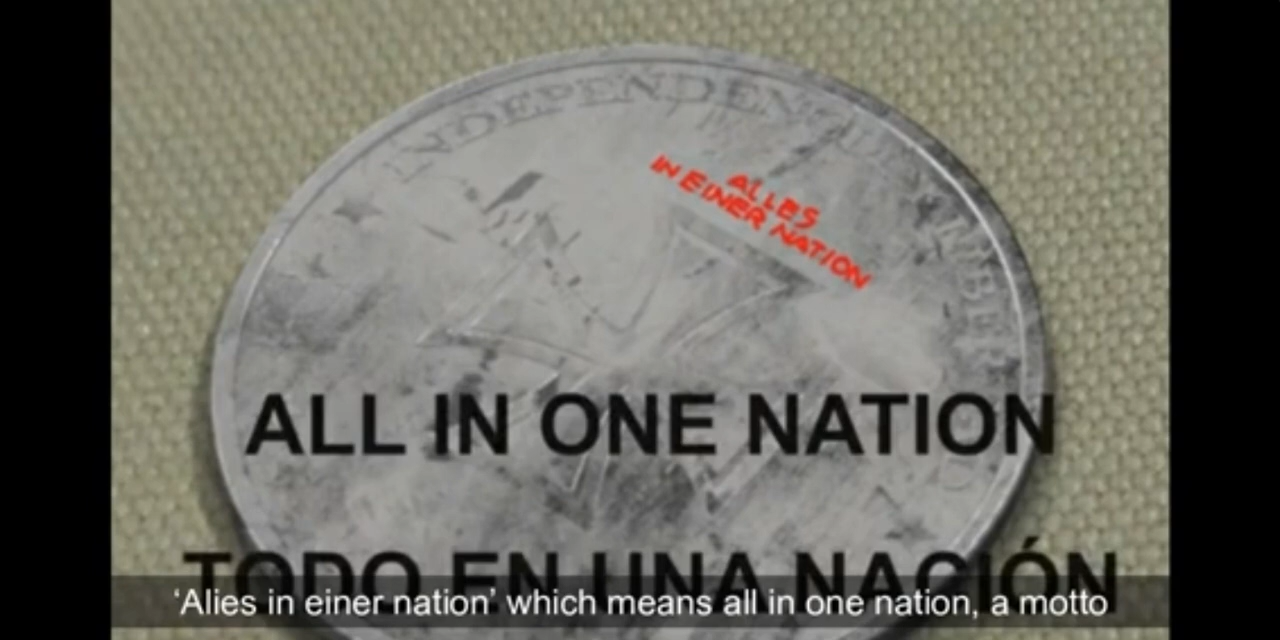 INDEPENDEN
ALLES
IN EINER NATION
ALL IN ONE NATION
TODO EN UNA NACIÓN
‘Alies in einer nation’ which means all in one nation, a motto